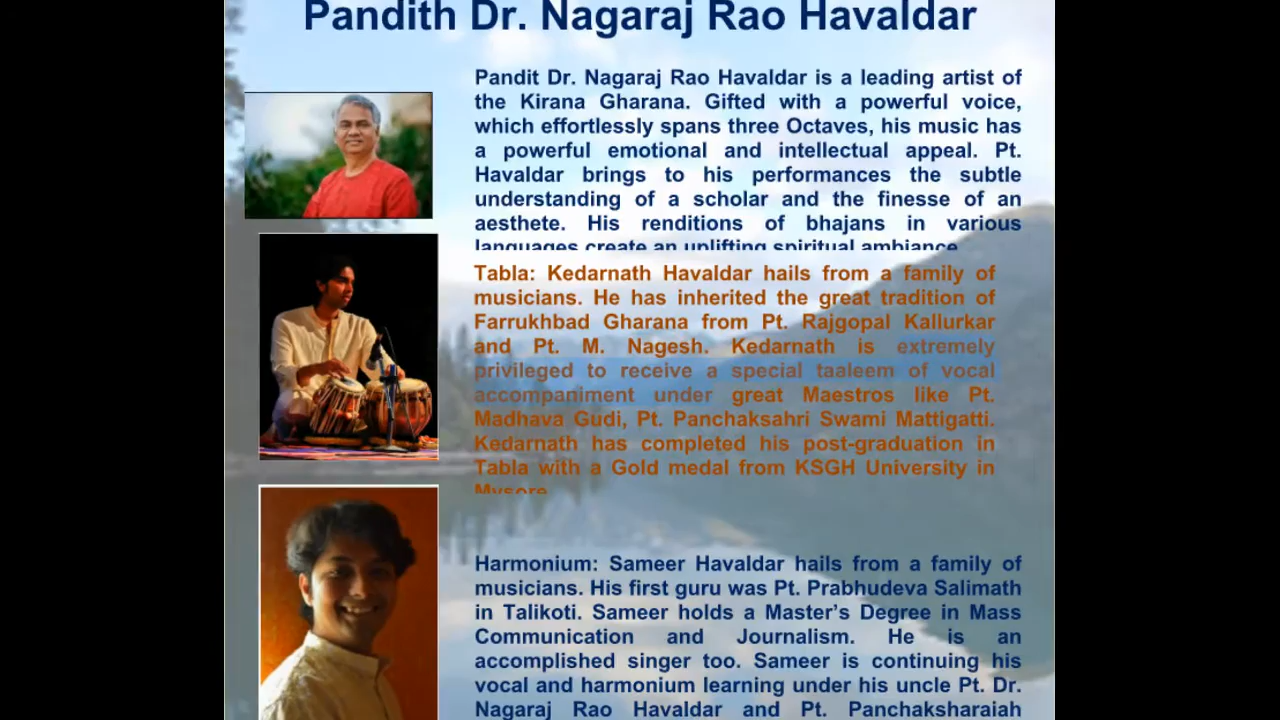 Pandith Dr. Nagaraj Rao Havaldar
Pandit Dr. Nagaraj Rao Havaldar is a leading artist of
the Kirana Gharana. Gifted with a powerful voice,
which effortlessly spans three Octaves, his music has
a powerful emotional and intellectual appeal. Pt.
Havaldar brings to his performances the subtle
understanding of a scholar and the finesse of an
aesthete. His renditions of bhajans in various
languages create an uplifting spiritual ambiance.
Tabla: Kedarnath Havaldar hails from a family of
musicians. He has inherited the great tradition of
Farrukhbad Gharana from Pt. Rajgopal Kallurkar
and Pt. M. Nagesh. Kedarnath is extremely
privileged to receive a special taaleem of vocal
accompaniment under great Maestros like Pt.
Madhava Gudi, Pt. Panchaksahri Swami Mattigatti.
Kedarnath has completed his post-graduation in
Tabla with a Gold medal from KSGH University in
Mysore
Harmonium: Sameer Havaldar hails from a family of
musicians. His first guru was Pt. Prabhudeva Salimath
in Talikoti. Sameer holds a Master's Degree in Mass
Communication and Journalism. He is an
accomplished singer too. Sameer is continuing his
vocal and harmonium learning under his uncle Pt. Dr.
Nagaraj Rao Havaldar and Pt. Panchaksharaiah